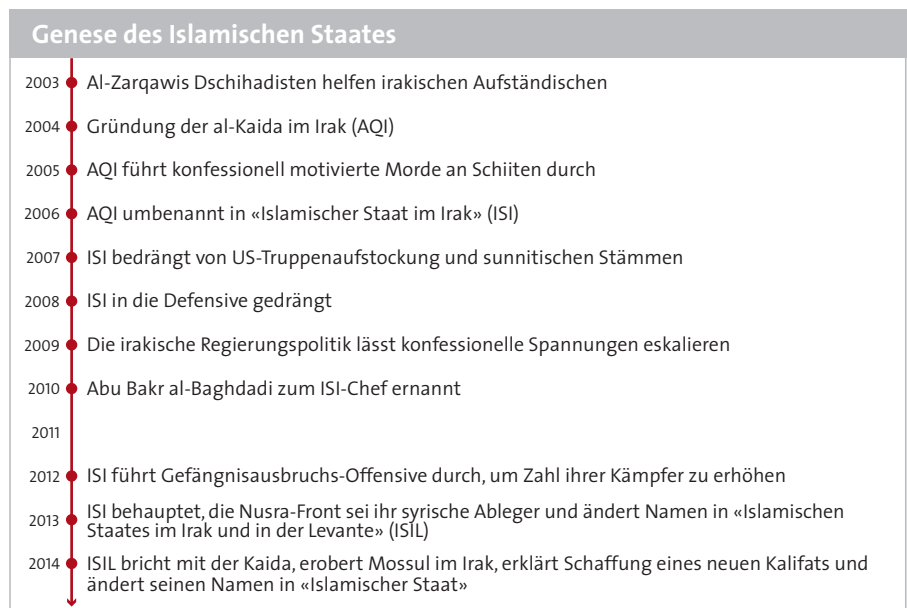 Genese des Islamischen Staates
2003 Al-Zarqawis Dschihadisten helfen irakischen Aufständischen
2004 Gründung der al-Kaida im Irak (AQI)
2005 AQI führt konfessionell motivierte Morde an Schiiten durch
2006 AQI umbenannt in «Islamischer Staat im Irak» (ISI)
2007 ISI bedrängt von US-Truppenaufstockung und sunnitischen Stämmen
2008 ISI in die Defensive gedrängt
2009 Die irakische Regierungspolitik lässt konfessionelle Spannungen eskalieren
2010 Abu Bakr al-Baghdadi zum ISI-Chef ernannt
2011
2012 ISI führt Gefängnisausbruchs-Offensive durch, um Zahl ihrer Kämpfer zu erhöhen
2013 ISI behauptet, die Nusra-Front sei ihr syrische Ableger und ändert Namen in «Islamischen
Staates im Irak und in der Levante» (ISIL)
2014 ISIL bricht mit der Kaida, erobert Mossul im Irak, erklärt Schaffung eines neuen Kalifats und
ändert seinen Namen in «Islamischer Staat»